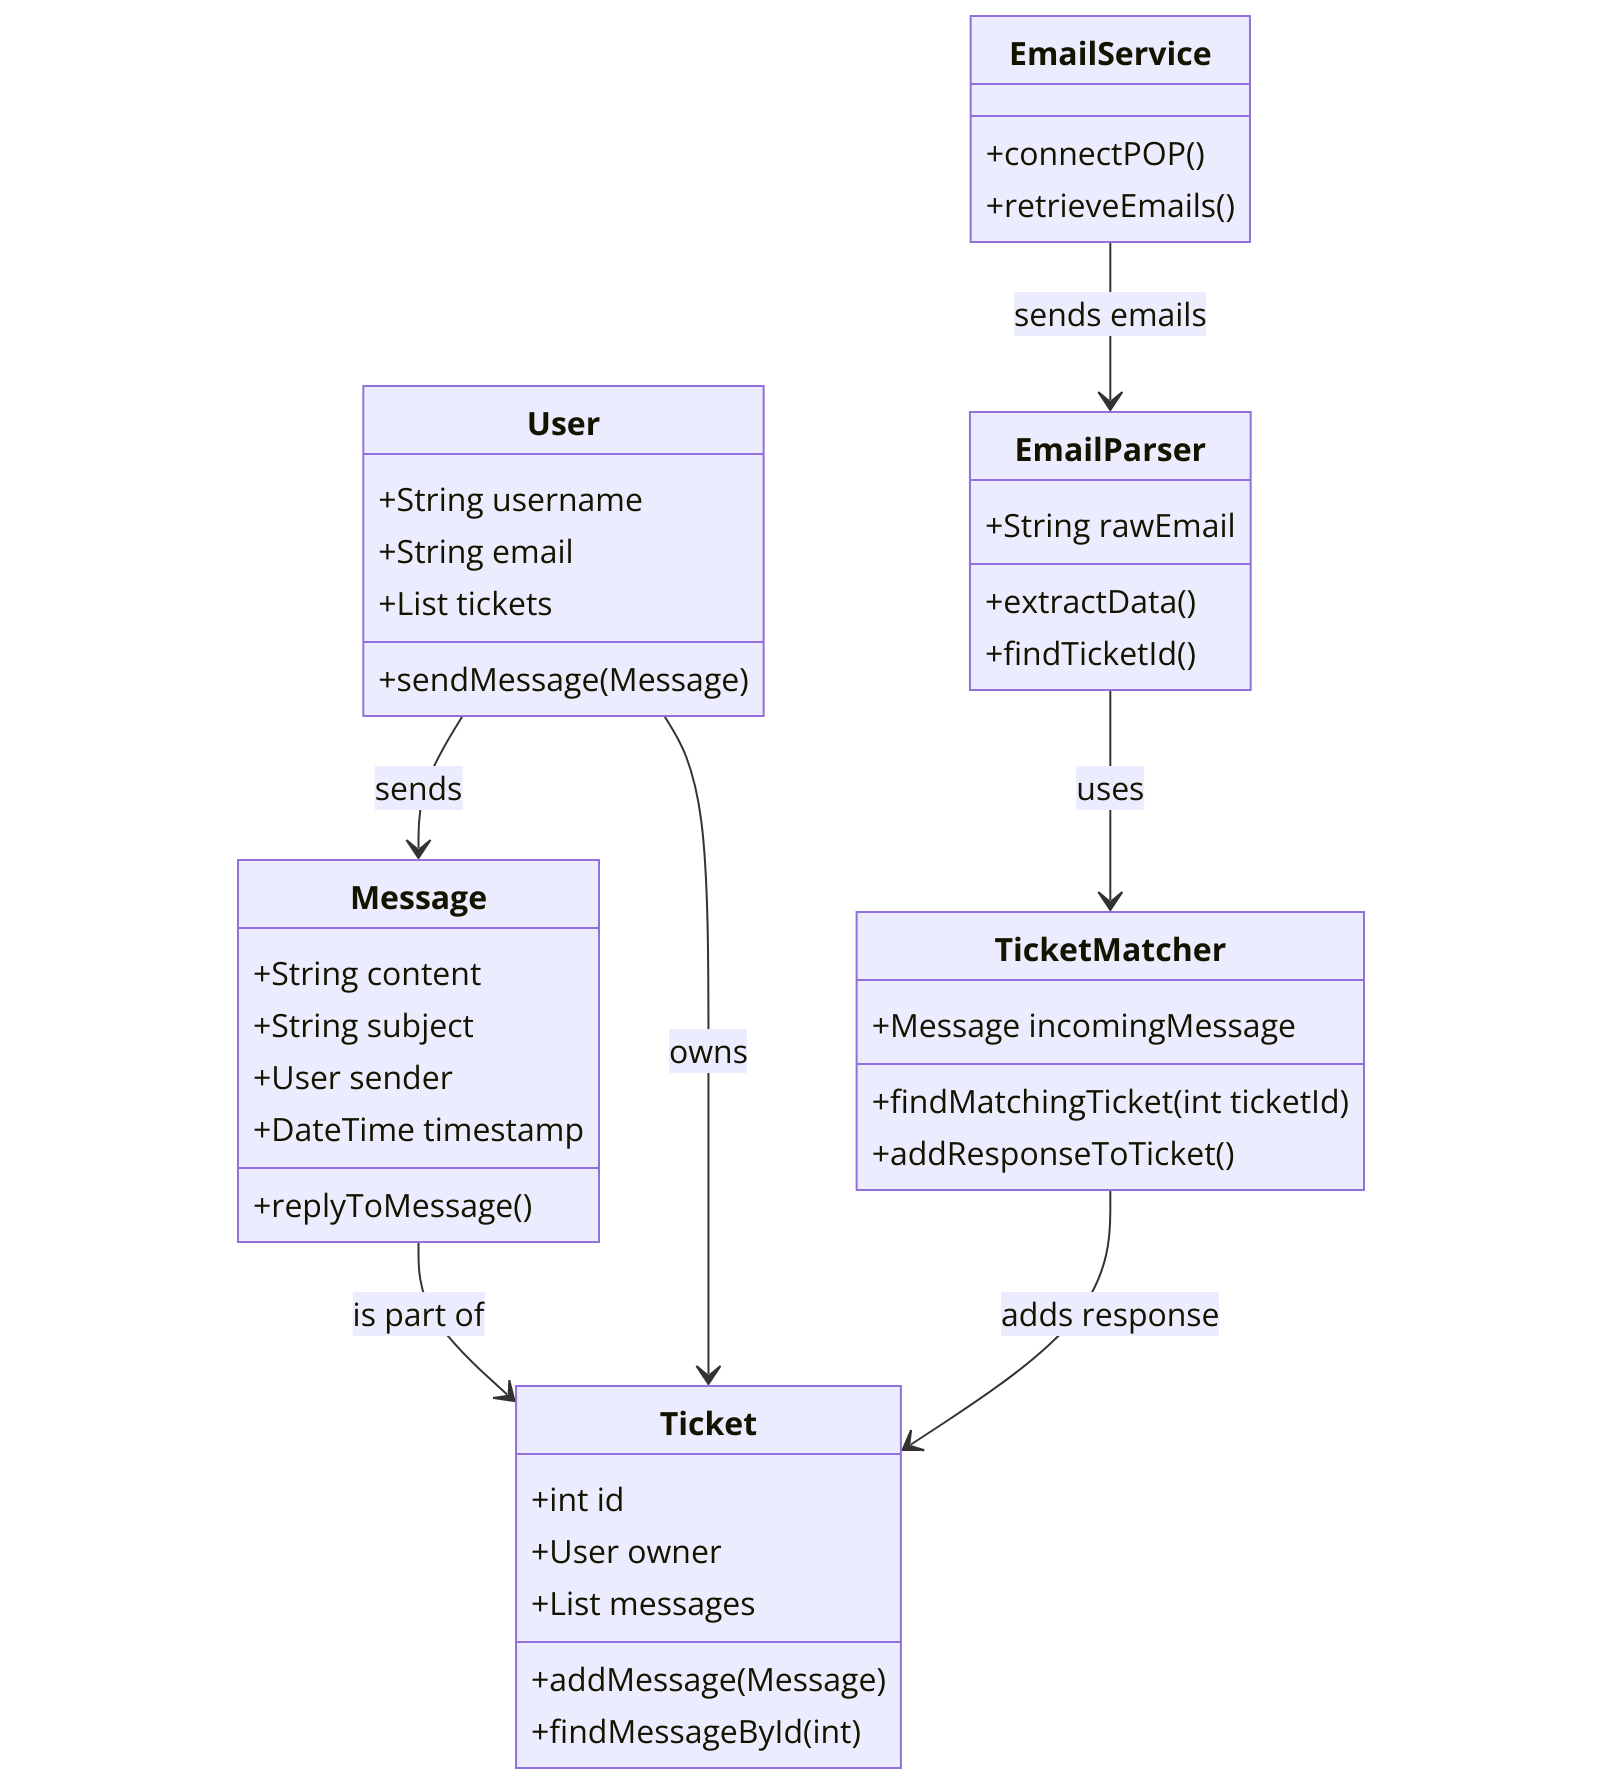 EmailService
+connectPOP()
+retrieveEmails()
sends emails
User
+String username
+String email
+List tickets
+sendMessage(Message)
EmailParser
+String rawEmail
+extractData()
+findTicketId()
sends
uses
Message
+String content
+String subject
+User sender
+DateTime timestamp
+replyToMessage()
owns
TicketMatcher
+Message incomingMessage
+findMatchingTicket(int ticketId)
+addResponseToTicket()
is part of
adds response
Ticket
+int id
+User owner
+List messages
+addMessage(Message)
+findMessageById(int)